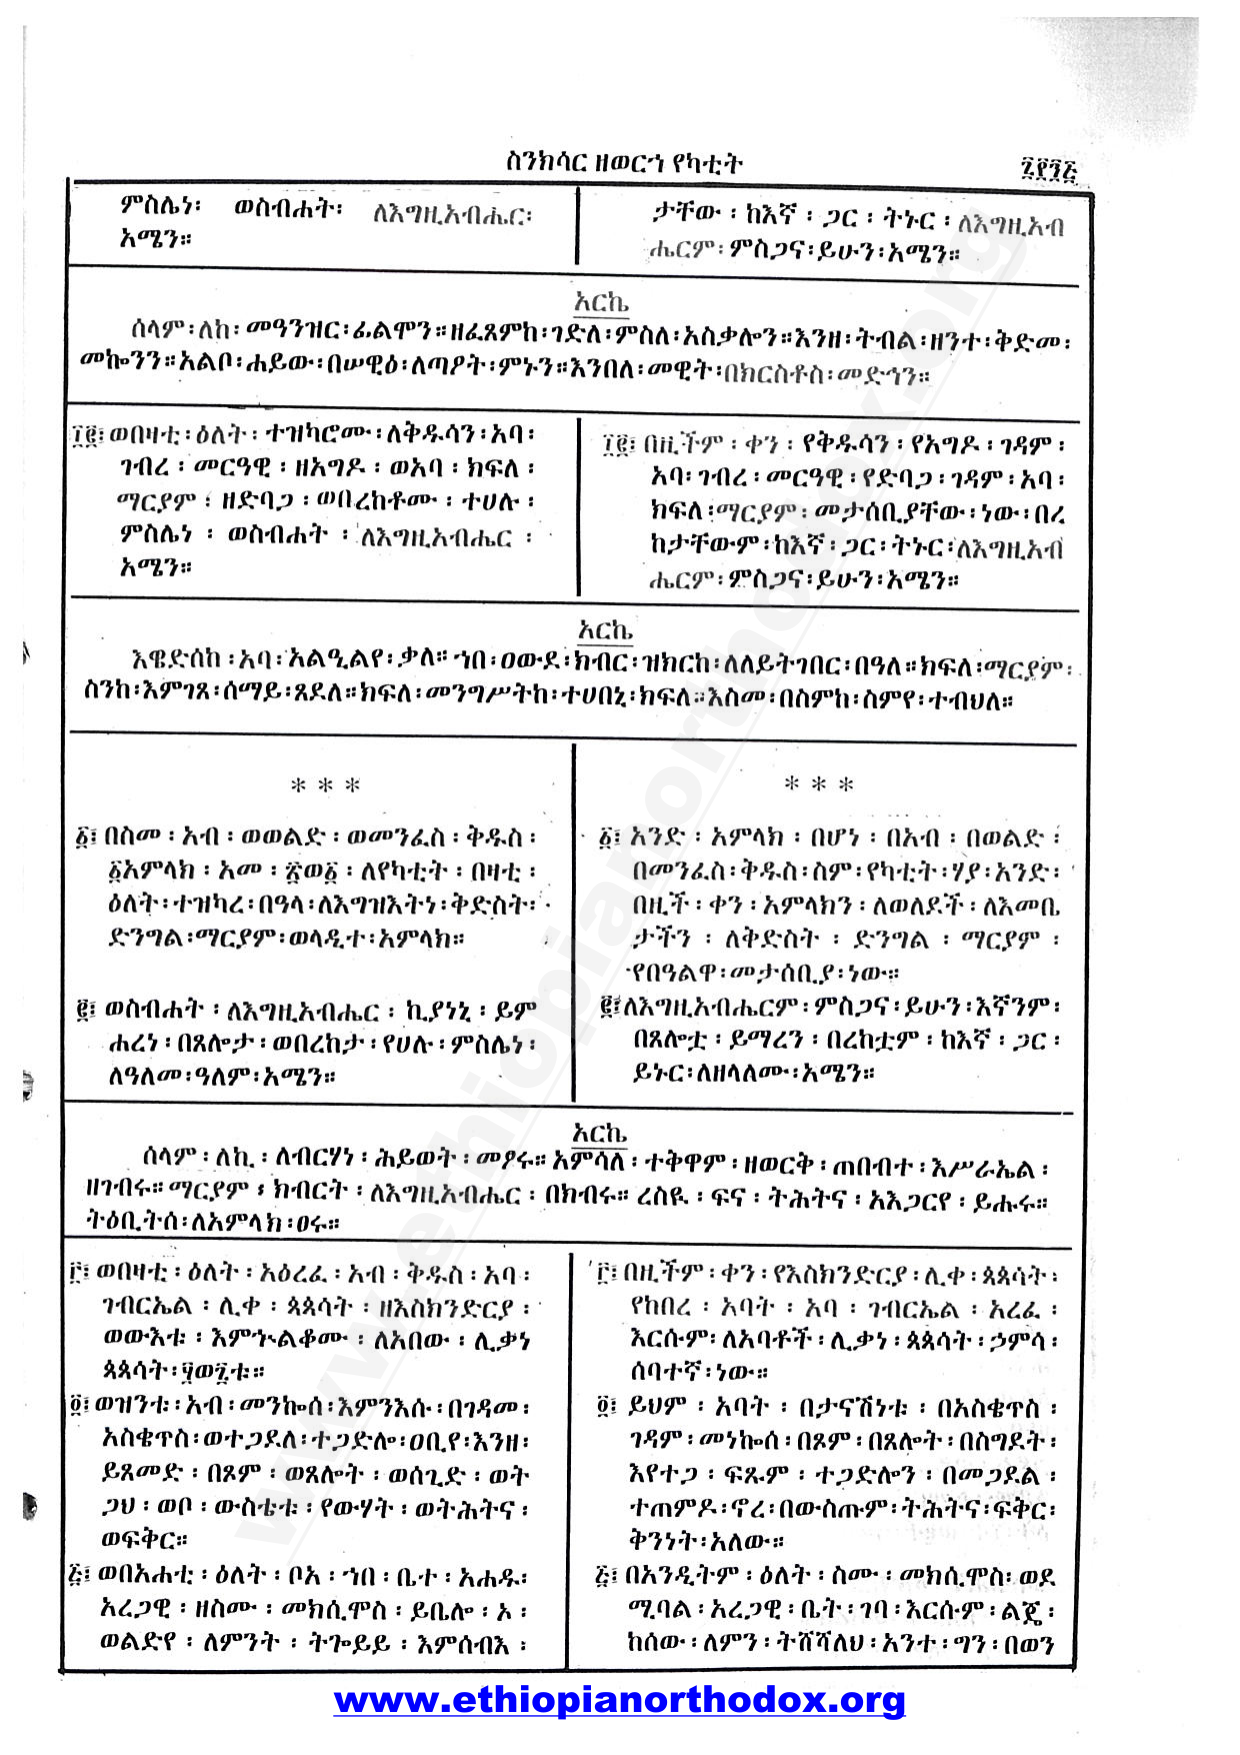 ስንክሳር ዘወርኀ የካቲት
ምስሌነ፡ ወስብሐት፡ ለእግዚአብሔር፡
አሜን።
ታቸው ፡ ከእኛ ፡ ጋር ፡ ትኑር ፡ ለእግዚአብ
ሔርም፡ ምስጋና፡ይሁን፡አሜን።
አርኬ
ሰላም፡ለከ፡መዓንዝር፡ፊልሞን።ዘፈጸምከ፡ገድለ፡ምስለ፡አስቃሎን።እንዘ፡ትብል፡ዘንተ፡ቅድመ፡
መኰንን።አልቦ፡ሐይው፡በሠዊዕ፡ለጣዖት፡ምኑን።እንበለ፡መዊት፡በክርስቶስ፡መድኅን።
፲፪፤ ወበዛቲ፡ዕለት፡ተዝካሮሙ፡ለቅዱሳን፡አባ፡
ገብረ ፡ መርዓዊ ፡ ዘአግዶ ፡ ወአባ ፡ ክፍለ ፡
ማርያም ፡ ዘድባጋ ፡ ወበረከቶሙ ፡ ተሀሉ ፡
ምስሌነ ፡ ወስብሐት ፡ ለእግዚአብሔር ፡
አሜን።
፲፪፤ በዚችም ፡ ቀን ፡ የቅዱሳን ፡ የአግዶ ፡ ገዳም ፡
አባ፡ ገብረ ፡ መርዓዊ ፡ የድባጋ ፡ ገዳም ፡ አባ ፡
ክፍለ፡ማርያም፡ መታሰቢያቸው፡ነው፡በረ
ከታቸውም፡ከእኛ፡ጋር፡ትኑር፡ለእግዚአብ
ሔርም፡ ምስጋና፡ይሁን፡አሜን።
አርኬ
እዌድሰከ፡አባ፡አልዒልየ፡ቃለ።ኀበ፡ዐውደ፡ክብር፡ዝክርከ፡ለለይትገበር፡በዓለ።ክፍለ፡ማርያም፡
ስንከ፡እምገጸ፡ሰማይ፡ጸደለ።ክፍለ፡መንግሥትከ፡ተሀበኒ፡ክፍለ።እስመ፡በስምከ፡ስምየ፡ተብህለ።
* * *
* * *
፩፤ በስመ ፡ አብ ፡ ወወልድ ፡ ወመንፈስ ፡ ቅዱስ ፡
፩አምላክ ፡ አመ ፡ ፳ወ፩ ፡ ለየካቲት ፡ በዛቲ ፡
ዕለት፡ተዝካረ፡በዓላ፡ለእግዝእትነ፡ቅድስት፡
ድንግል፡ማርያም፡ወላዲተ፡አምላክ።
፩፤ አንድ ፡ አምላክ ፡ በሆነ ፡ በአብ ፡ በወልድ ፡
በመንፈስ፡ቅዱስ፡ስም፡የካቲት፡ሃያ፡አንድ፡
በዚች ፡ ቀን ፡ አምላክን ፡ ለወለደች ፡ ለእመቤ
ታችን ፡ ለቅድስት ፡ ድንግል ፡ ማርያም ፡
የበዓልዋ፡መታሰቢያ፡ነው።
፪፤ ወስብሐት ፡ ለእግዚአብሔር ፡ ኪያነኒ ፡ ይም
ሐረነ ፡ በጸሎታ ፡ ወበረከታ ፡ የሀሉ ፡ ምስሌነ ፡
ለዓለመ፡ዓለም፡አሜን።
፪፤ለእግዚአብሔርም፡ምስጋና፡ይሁን፡እኛንም፡
በጸሎቷ ፡ ይማረን ፡ በረከቷም ፡ ከእኛ ፡ ጋር ፡
ይኑር፡ለዘላለሙ፡አሜን።
አርኬ
ሰላም ፡ ለኪ ፡ ለብርሃነ ፡ ሕይወት ፡ መፆሩ። አምሳለ ፡ ተቅዋም ፡ ዘወርቅ ፡ ጠበብተ ፡ እሥራኤል ፡
ዘገብሩ። ማርያም ፡ ክብርት ፡ ለእግዚአብሔር ፡ በክብሩ። ረስዪ ፡ ፍና ፡ ትሕትና ፡ አእጋርየ ፡ ይሑሩ።
ትዕቢትሰ፡ለአምላክ፡ፀሩ።
፫፤ ወበዛቲ ፡ ዕለት ፡ አዕረፈ ፡ አብ ፡ ቅዱስ ፡ አባ ፡
ገብርኤል ፡ ሊቀ ፡ ጳጳሳት ፡ ዘእስክንድርያ ፡
ወውእቱ ፡ እምኍልቆሙ ፡ ለአበው ፡ ሊቃነ
ጳጳሳት፡፶ወ፯ቱ።
፫፤ በዚችም፡ቀን፡የእስክንድርያ፡ሊቀ፡ጳጳሳት፡
የከበረ ፡ አባት ፡ አባ ፡ ገብርኤል ፡ አረፈ ፡
እርሱም፡ ለአባቶች፡ሊቃነ፡ጳጳሳት፡ኃምሳ፡
ሰባተኛ፡ነው።
፬፤ ወዝንቱ፡አብ፡መንኰሰ፡እምንእሱ፡በገዳመ፡
አስቄጥስ፡ወተጋደለ፡ተጋድሎ፡ዐቢየ፡እንዘ፡
ይጸመድ ፡ በጾም ፡ ወጸሎት ፡ ወሰጊድ ፡ ወት
ጋህ ፡ ወቦ ፡ ውስቴቱ ፡ የውሃት ፡ ወትሕትና ፡
ወፍቅር።
፬፤ ይህም ፡ አባት ፡ በታናሽነቱ ፡ በአስቄጥስ ፡
ገዳም፡መነኰሰ፡በጾም፡በጸሎት፡በስግደት፡
እየተጋ ፡ ፍጹም ፡ ተጋድሎን ፡ በመጋደል ፡
ተጠምዶ፡ኖረ፡በውስጡም፡ትሕትና፡ፍቅር፡
ቅንነት፡አለው።
፭፤ ወበአሐቲ ፡ ዕለት ፡ ቦአ ፡ ኀበ ፡ ቤተ ፡ አሐዱ፡
አረጋዊ ፡ ዘስሙ ፡ መክሲሞስ ፡ ይቤሎ ፡ ኦ ፡
ወልድየ ፡ ለምንት ፡ ትጐይይ ፡ እምሰብእ ፡
፭፤ በአንዲትም ፡ ዕለት ፡ ስሙ ፡ መክሲሞስ፡ ወደ
ሚባል ፡ አረጋዊ ፡ ቤት ፡ ገባ ፡ እርሱም ፡ ልጄ ፡
ከሰው ፡ ለምን ፡ ትሸሻለህ ፡ አንተ ፡ ግን ፡ በወን
www.ethiopianorthodox.org